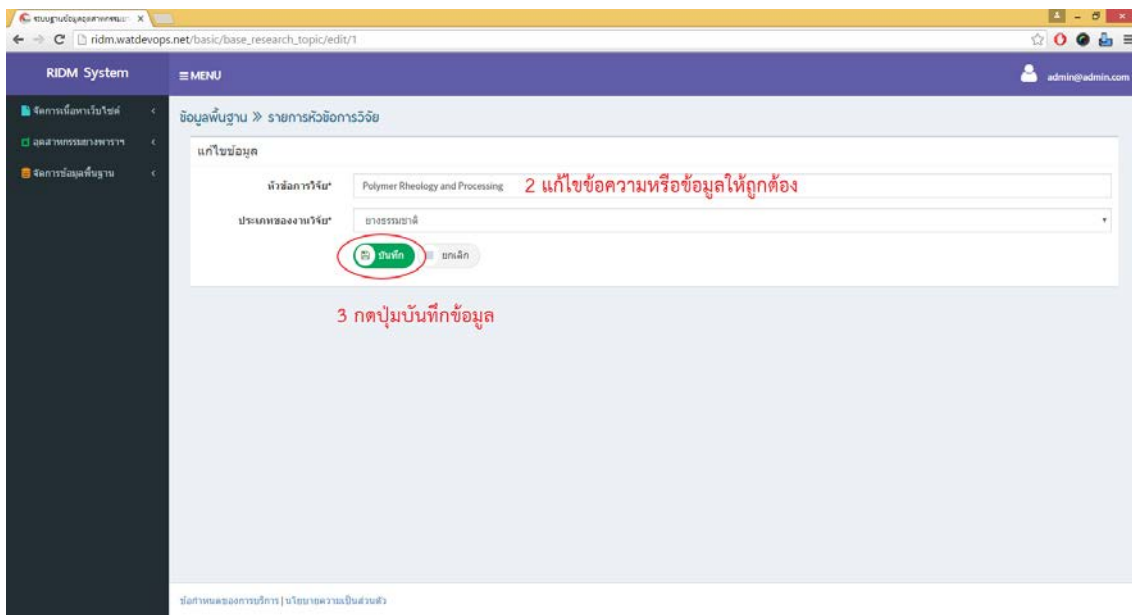 ridm.watdevops.net/basic/base_research_topic/edit/1
RIDM System
MENU
admin@admin.com
จัดการเนื้อหาเว็บไซต์
อุตสาหกรรมยางพาราฯ
จัดการข้อมูลพื้นฐาน
ข้อมูลพื้นฐาน » รายการหัวข้อการวิจัย
แก้ไขข้อมูล
หัวข้อการวิจัย* Polymer Rheology and Processing 2 แก้ไขข้อความหรือข้อมูลให้ถูกต้อง
ประเภทของงานวิจัย* ยางธรรมชาติ
บันทึก ยกเลิก
3 กดปุ่มบันทึกข้อมูล
ข้อกำหนดของการบริการ | นโยบายความเป็นส่วนตัว